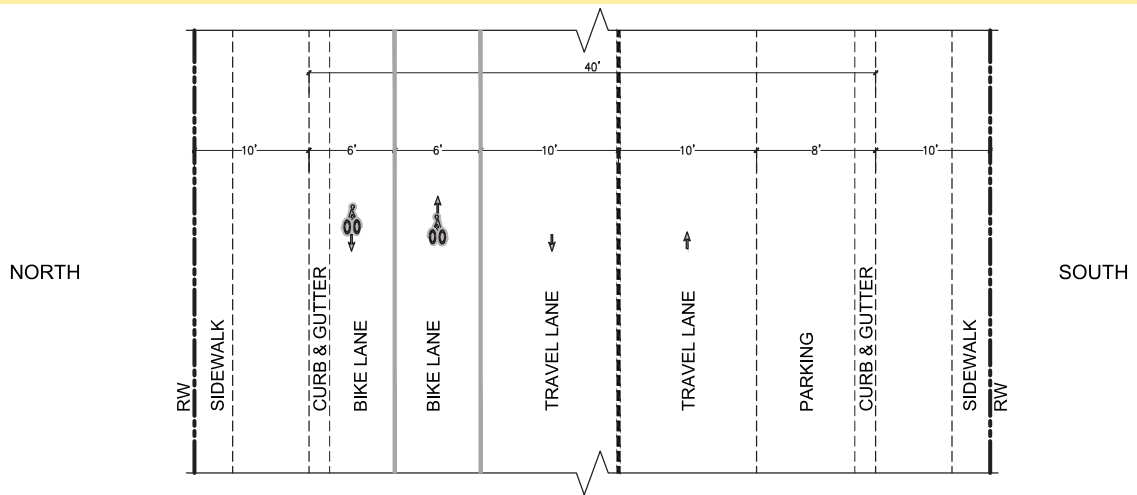 40'
10'
6'
6'
10'
10'
8'
10'
NORTH
SOUTH
RW
SIDEWALK
CURB & GUTTER
BIKE LANE
BIKE LANE
TRAVEL LANE
TRAVEL LANE
PARKING
CURB & GUTTER
SIDEWALK
RW